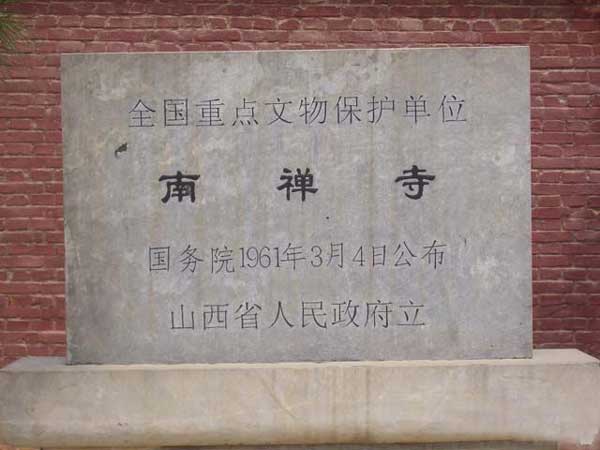 全国重点文物保护单位
南禅寺
国务院1961年3月4日公布
山西省人民政府立